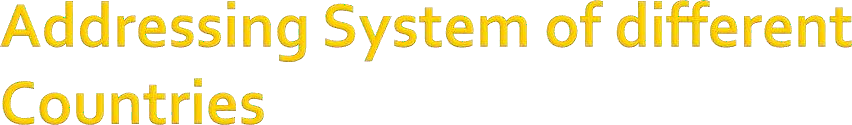 Addressing System of different
Countries